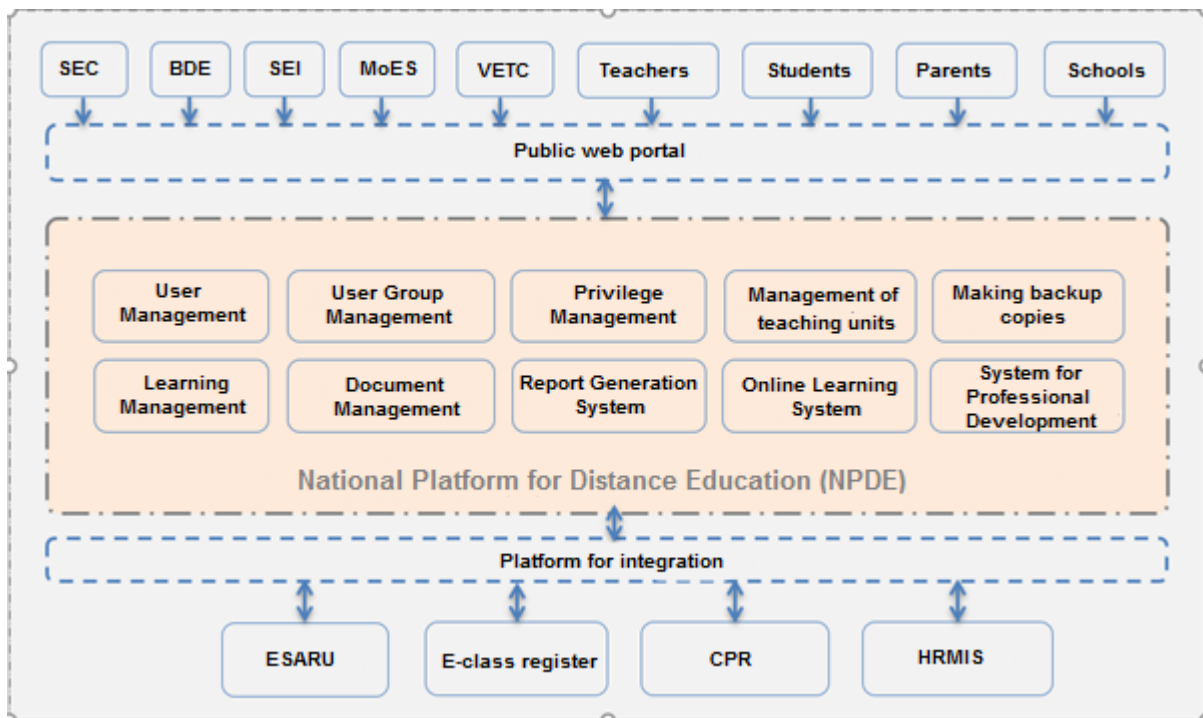 SEC
BDE
SEI
MoES
VETC
Teachers
Students
Parents
Schools
Public web portal
User
Management
User Group
Management
Privilege
Management
Management of
teaching units
Making backup
copies
Learning
Management
Document
Management
Report Generation
System
Online Learning
System
System for
Professional
Development
National Platform for Distance Education (NPDE)
Platform for integration
ESARU
E-class register
CPR
HRMIS